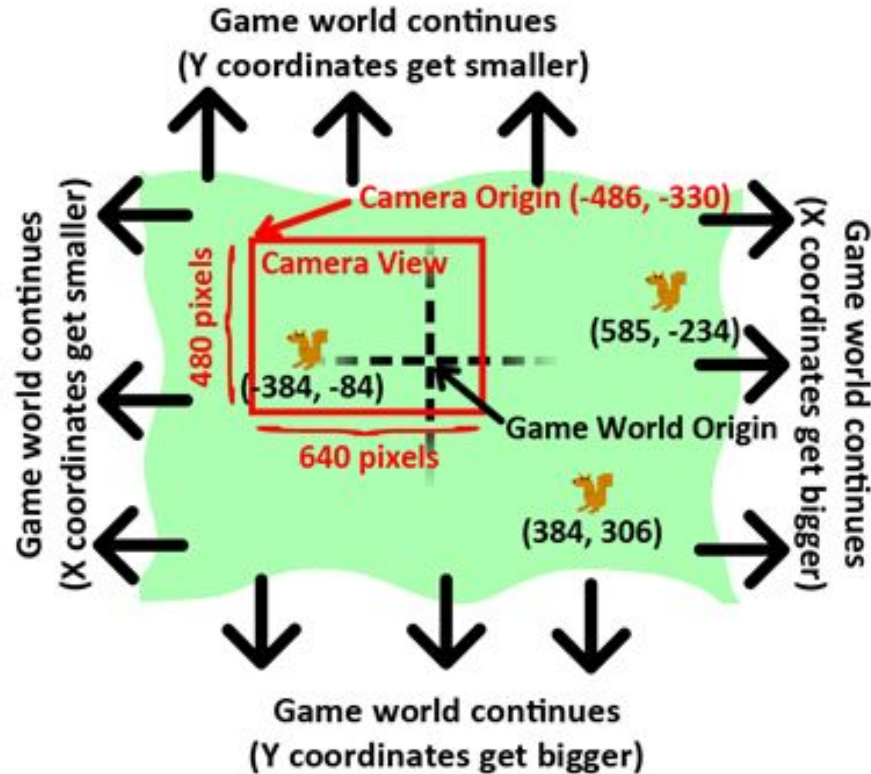 Game world continues
(Y coordinates get smaller)
Game world continues
(X coordinates get smaller)
Camera Origin (-486, -330)
Camera View
480 pixels
640 pixels
(-384, -84)
(585, -234)
Game World Origin
(384, 306)
Game world continues
(X coordinates get bigger)
Game world continues
(Y coordinates get bigger)